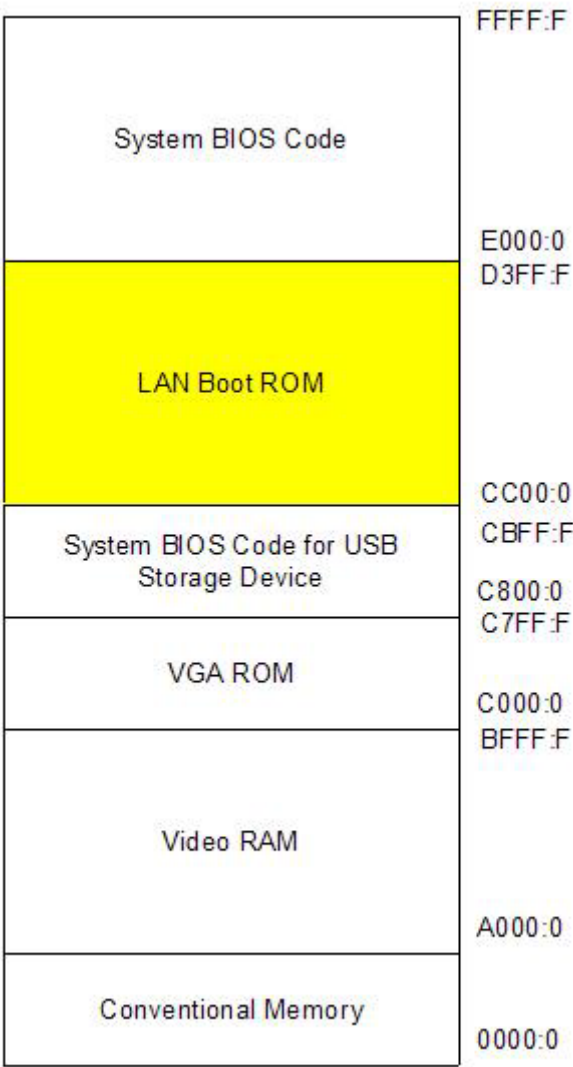 FFFF:F
System BIOS Code
E000:0
D3FF:F
LAN Boot ROM
CC00:0
CBFF:F
System BIOS Code for USB
Storage Device
C800:0
C7FF:F
VGA ROM
C000:0
BFFF:F
Video RAM
A000:0
Conventional Memory
0000:0